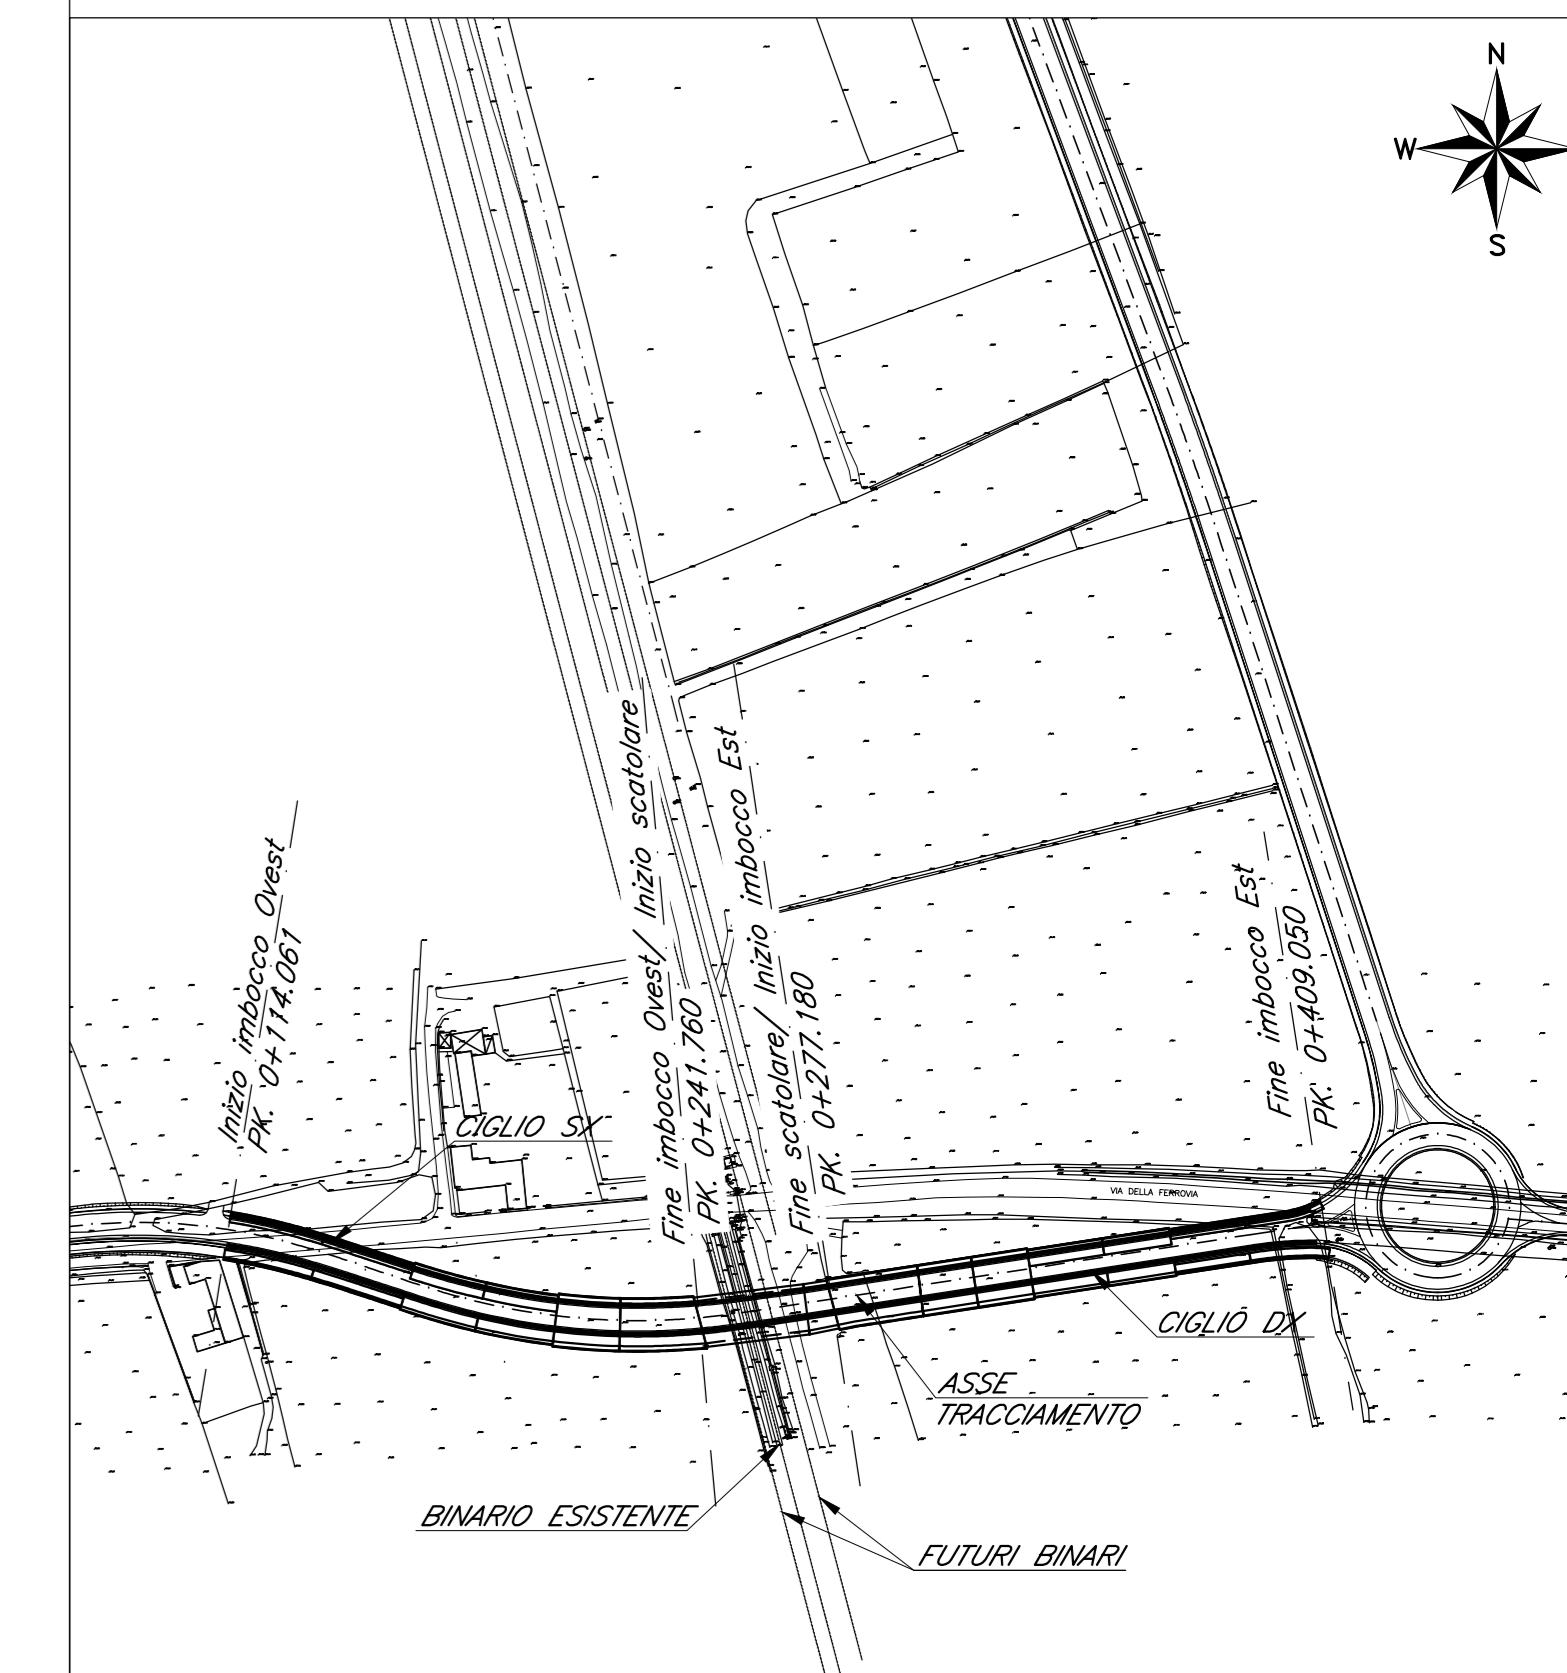 N
W
S
Inizio imbocco Ovest
PK. 0+114.061
CIGLIO SX
Fine imbocco Ovest/ Inizio scatolare
PK. 0+241.760
Fine scatolare/ Inizio imbocco Est
PK. 0+277.180
Fine imbocco Est
PK. 0+409.050
VIA DELLA FERROVIA
CIGLIO DX
ASSE
TRACCIAMENTO
BINARIO ESISTENTE
FUTURI BINARI